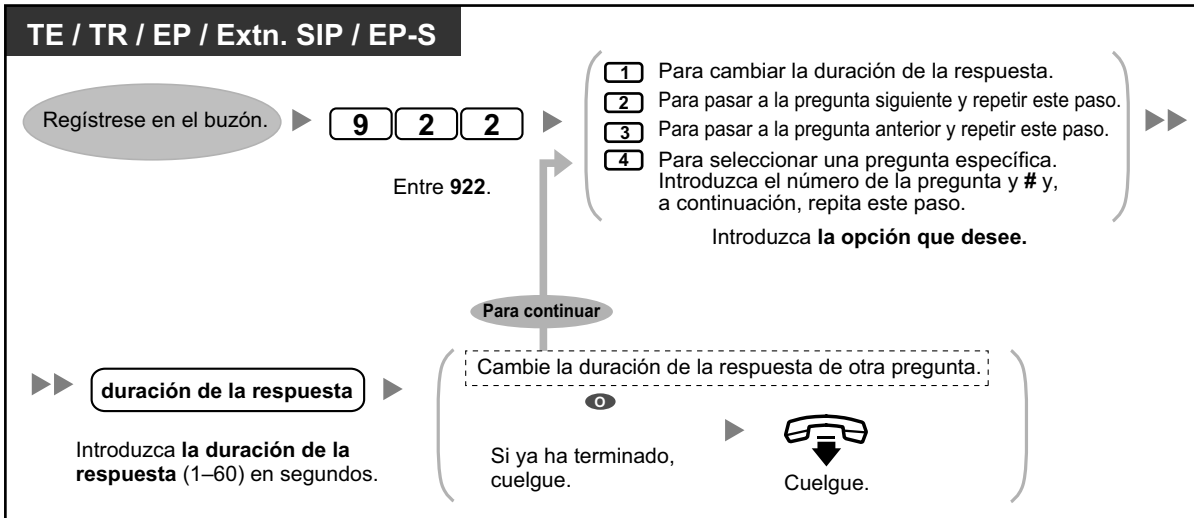 TE / TR / EP / Extn. SIP / EP-S
Regístrese en el buzón.
9 2 2
Entre 922.
1 Para cambiar la duración de la respuesta.
2 Para pasar a la pregunta siguiente y repetir este paso.
3 Para pasar a la pregunta anterior y repetir este paso.
4 Para seleccionar una pregunta específica.
Introduzca el número de la pregunta y # y,
a continuación, repita este paso.
Introduzca la opción que desee.
Para continuar
duración de la respuesta
Introduzca la duración de la
respuesta (1–60) en segundos.
Cambie la duración de la respuesta de otra pregunta.
O
Si ya ha terminado,
cuelgue.
Cuelgue.